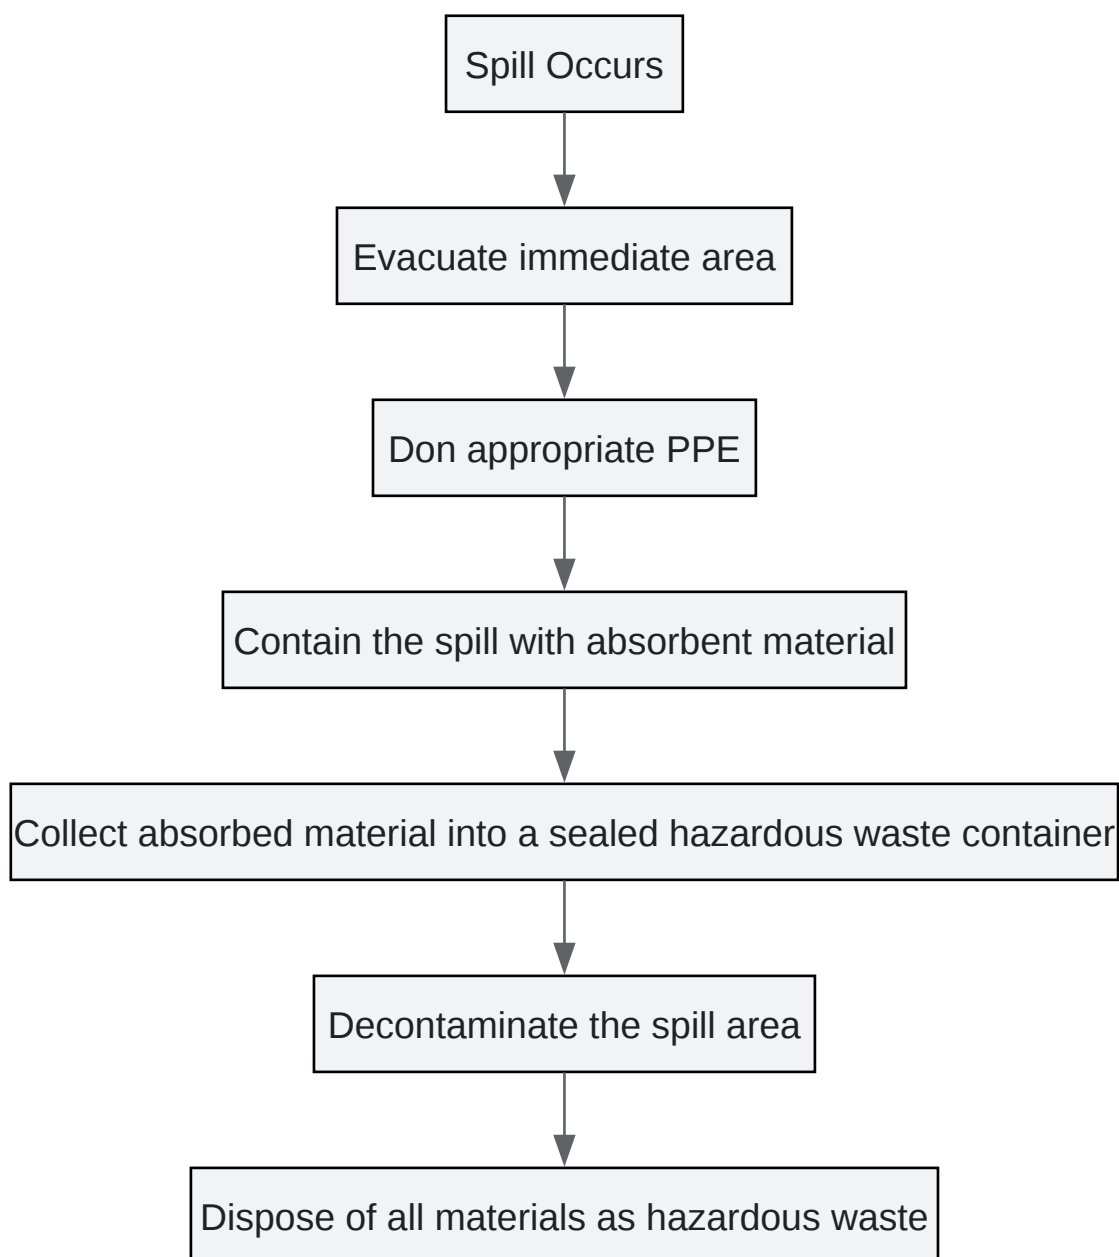 Spill Occurs
Evacuate immediate area
Don appropriate PPE
Contain the spill with absorbent material
Collect absorbed material into a sealed hazardous waste container
Decontaminate the spill area
Dispose of all materials as hazardous waste